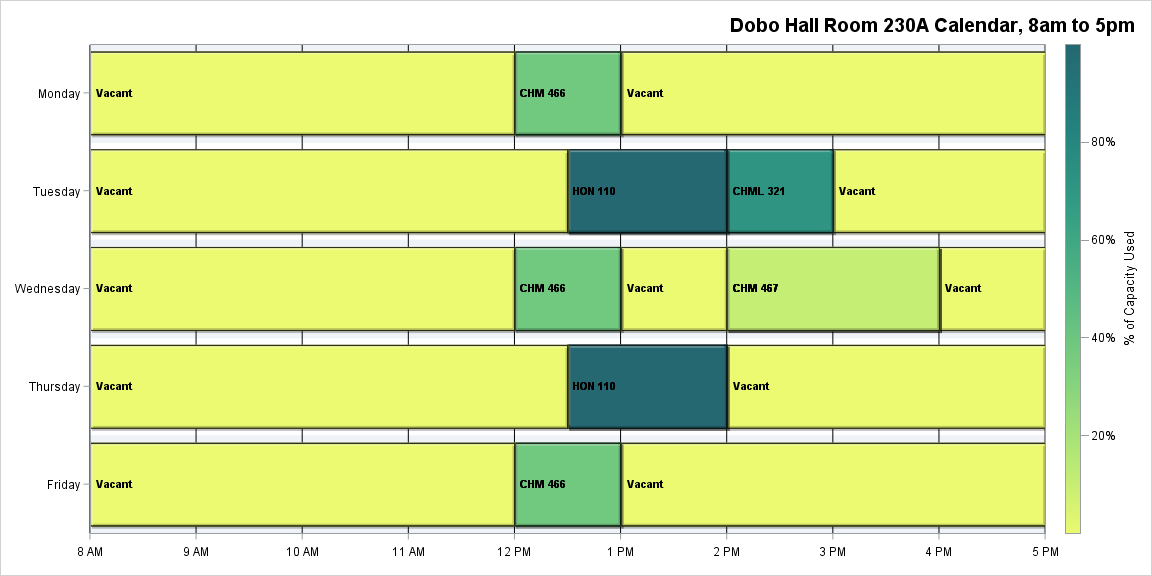 Dobo Hall Room 230A Calendar, 8am to 5pm
Monday
Vacant
CHM 466
Vacant
Tuesday
Vacant
HON 110
CHML 321
Vacant
Wednesday
Vacant
CHM 466
Vacant
CHM 467
Vacant
Thursday
Vacant
HON 110
Vacant
Friday
Vacant
CHM 466
Vacant
8 AM
9 AM
10 AM
11 AM
12 PM
1 PM
2 PM
3 PM
4 PM
5 PM
80%
60%
40%
20%
% of Capacity Used